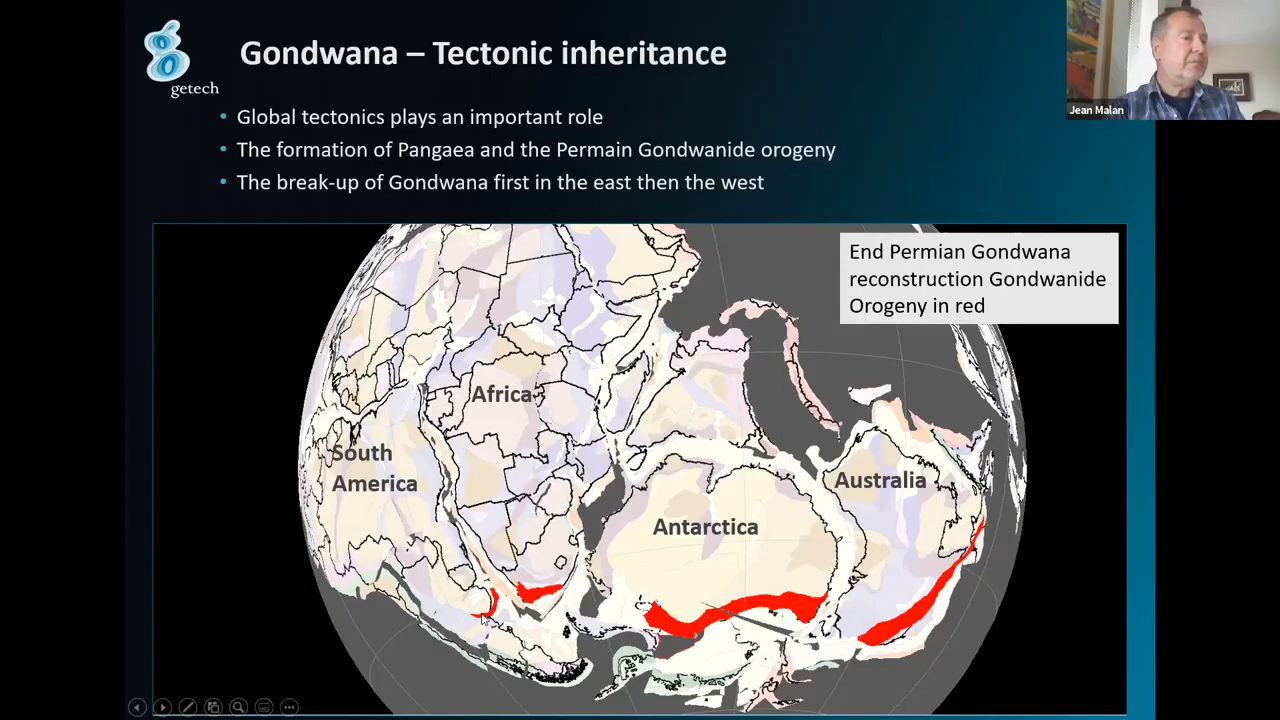 Gondwana – Tectonic inheritance
getech
Jean Malan
• Global tectonics plays an important role
• The formation of Pangaea and the Permain Gondwanide orogeny
• The break-up of Gondwana first in the east then the west
End Permian Gondwana
reconstruction Gondwanide
Orogeny in red
Africa
South
America
Australia
Antarctica